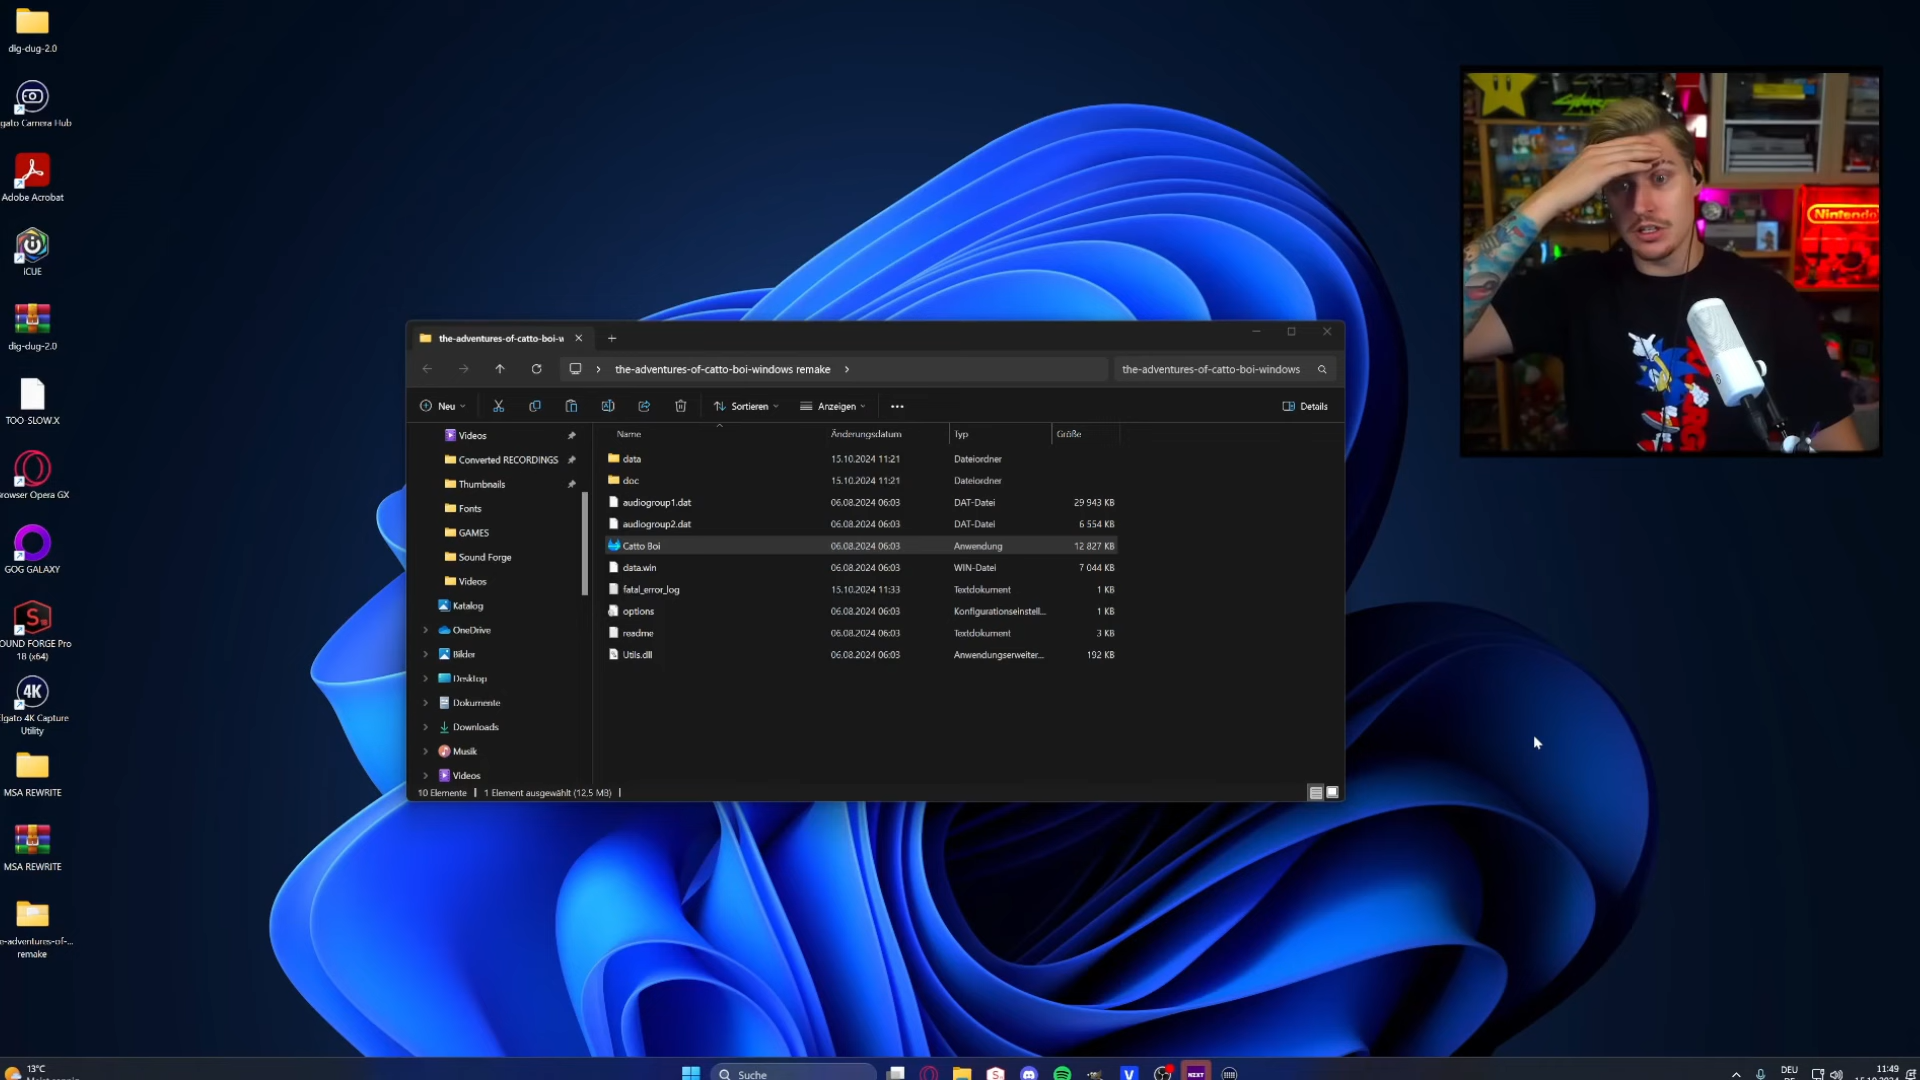 dig-dug-2.0
gato Camera Hub
Adobe Acrobat
iCUE
dig-dug-2.0
TOO-SLOW.X
rowser Opera GX
GOG GALAXY
OUND FORGE Pro
18 (x64)
4K
lgato 4K Capture
Utility
MSA REWRITE
MSA REWRITE
e-adventures-of-...
remake
the-adventures-of-catto-boi-w
the-adventures-of-catto-boi-windows remake
the-adventures-of-catto-boi-windows
Neu
Sortieren
Anzeigen
Details
Videos
Converted RECORDINGS
Thumbnails
Fonts
GAMES
Sound Forge
Videos
Katalog
OneDrive
Bilder
Desktop
Dokumente
Downloads
Musik
Videos
Name Änderungsdatum Typ Größe
data 15.10.2024 11:21 Dateiordner
doc 15.10.2024 11:21 Dateiordner
audiogroup1.dat 06.08.2024 06:03 DAT-Datei 29 943 KB
audiogroup2.dat 06.08.2024 06:03 DAT-Datei 6 554 KB
Catto Boi 06.08.2024 06:03 Anwendung 12 827 KB
data.win 06.08.2024 06:03 WIN-Datei 7 044 KB
fatal_error_log 15.10.2024 11:33 Textdokument 1 KB
options 06.08.2024 06:03 Konfigurationseinstell... 1 KB
readme 06.08.2024 06:03 Textdokument 3 KB
Utils.dll 06.08.2024 06:03 Anwendungserweiter... 192 KB
10 Elemente 1 Element ausgewählt (12,5 MB)
Nintendo
13°C
Suche
NEXT
DEU
11:49